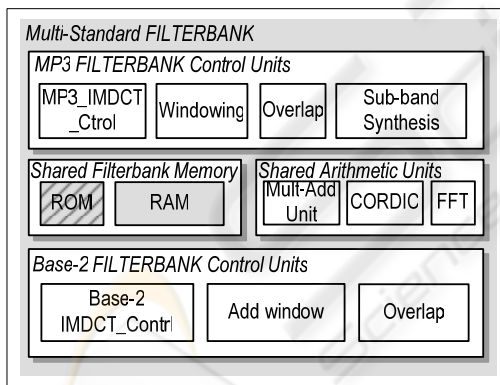 Multi-Standard FILTERBANK
MP3 FILTERBANK Control Units
MP3_IMDCT
_Ctrol
Windowing
Overlap
Sub-band
Synthesis
Shared Filterbank Memory
ROM
RAM
Shared Arithmetic Units
Mult-Add
Unit
CORDIC
FFT
Base-2 FILTERBANK Control Units
Base-2
IMDCT_Contrl
Add window
Overlap